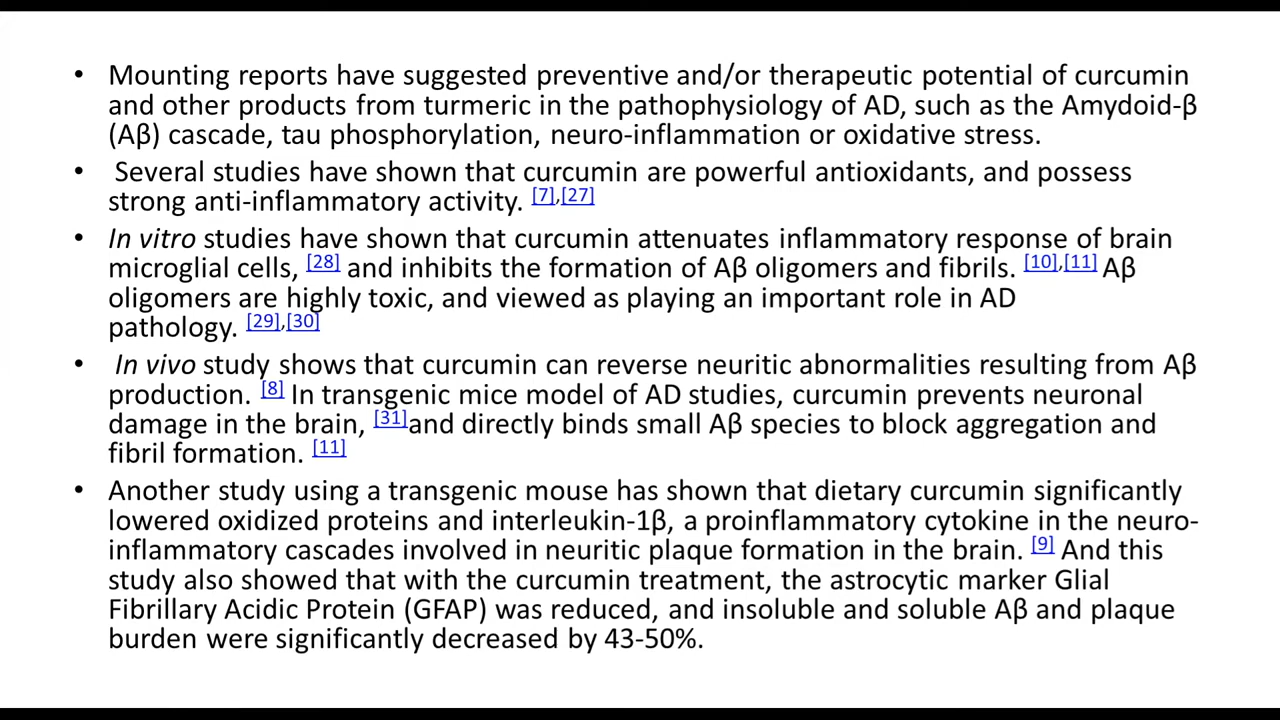 • Mounting reports have suggested preventive and/or therapeutic potential of curcumin
and other products from turmeric in the pathophysiology of AD, such as the Amydoid-β
(Aβ) cascade, tau phosphorylation, neuro-inflammation or oxidative stress.
• Several studies have shown that curcumin are powerful antioxidants, and possess
strong anti-inflammatory activity. [7],[27]
• In vitro studies have shown that curcumin attenuates inflammatory response of brain
microglial cells, [28] and inhibits the formation of Aβ oligomers and fibrils. [10],[11] Aβ
oligomers are highly toxic, and viewed as playing an important role in AD
pathology. [29],[30]
• In vivo study shows that curcumin can reverse neuritic abnormalities resulting from Aβ
production. [8] In transgenic mice model of AD studies, curcumin prevents neuronal
damage in the brain, [31]and directly binds small Aβ species to block aggregation and
fibril formation. [11]
• Another study using a transgenic mouse has shown that dietary curcumin significantly
lowered oxidized proteins and interleukin-1β, a proinflammatory cytokine in the neuro-
inflammatory cascades involved in neuritic plaque formation in the brain. [9] And this
study also showed that with the curcumin treatment, the astrocytic marker Glial
Fibrillary Acidic Protein (GFAP) was reduced, and insoluble and soluble Aβ and plaque
burden were significantly decreased by 43-50%.